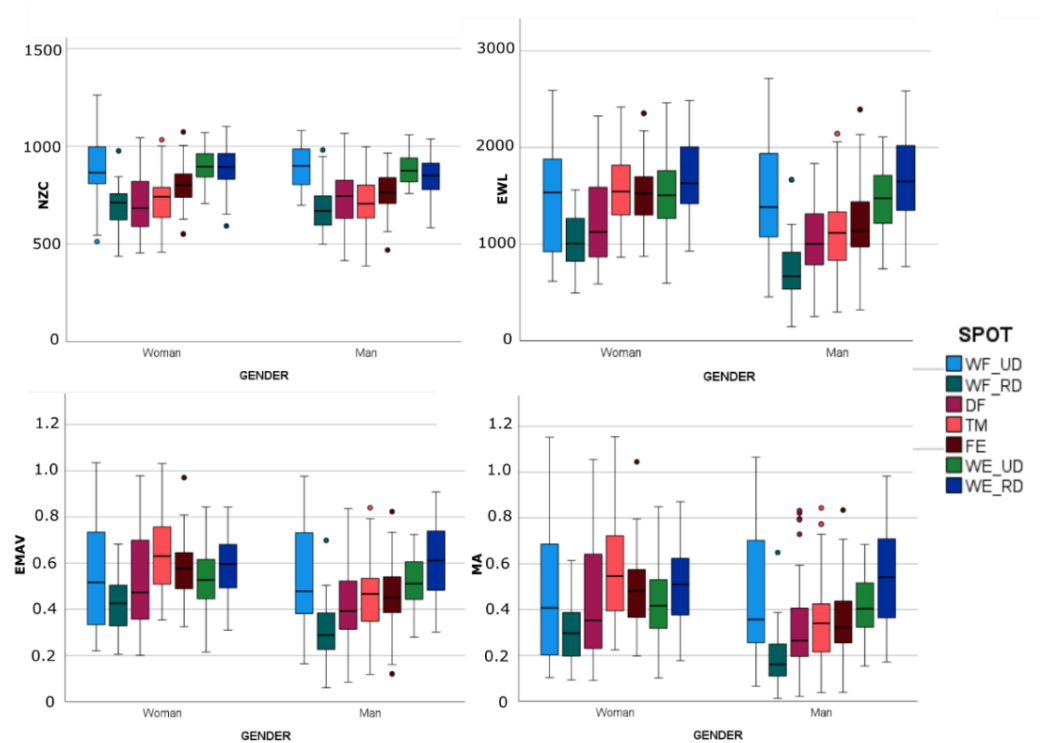 NZC
1500
1000
500
0
Woman
Man
GENDER
EWL
3000
2000
1000
0
Woman
Man
GENDER
EMAV
1.2
1.0
0.8
0.6
0.4
0.2
0
Woman
Man
GENDER
MA
1.2
1.0
0.8
0.6
0.4
0.2
0
Woman
Man
GENDER
SPOT
WF_UD
WF_RD
DF
TM
FE
WE_UD
WE_RD